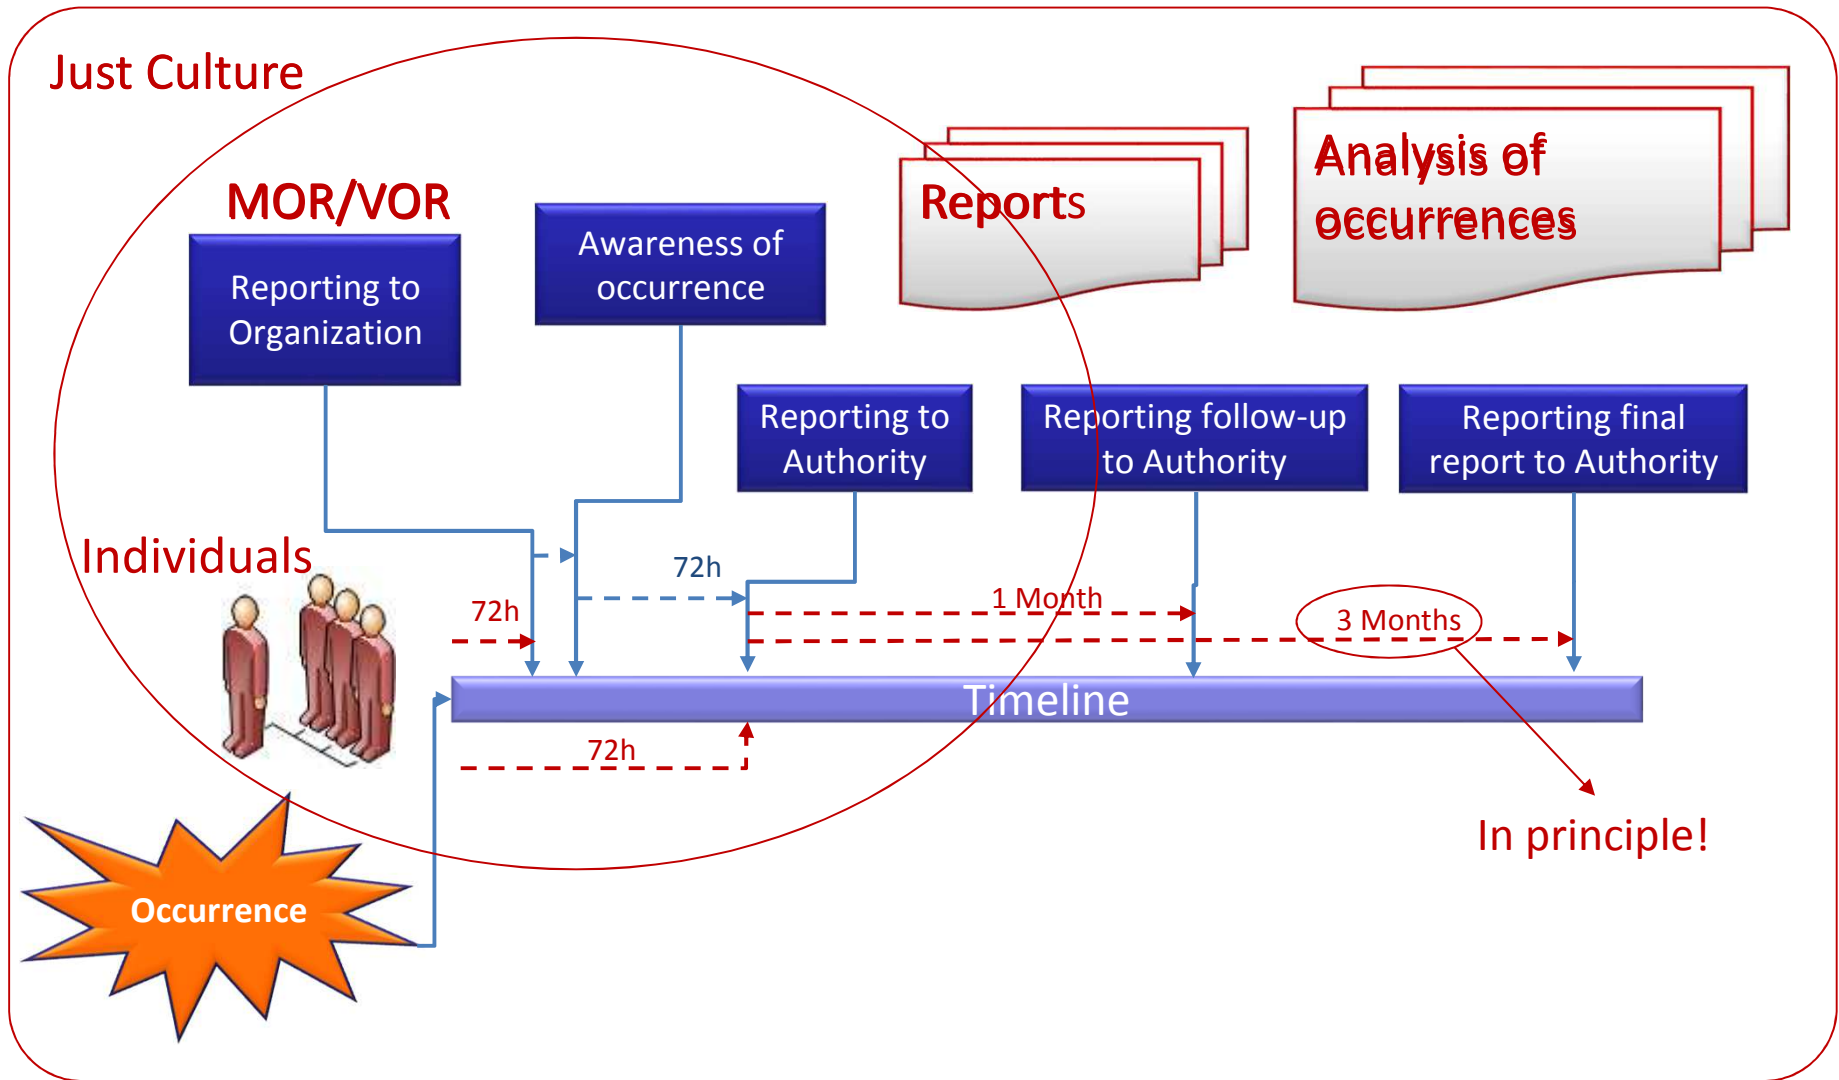 Just Culture
MOR/VOR
Reporting to
Organization
Awareness of
occurrence
Reports
Analysis of
occurrences
Reporting to
Authority
Reporting follow-up
to Authority
Reporting final
report to Authority
Individuals
72h
72h
1 Month
3 Months
Timeline
72h
In principle!
Occurrence